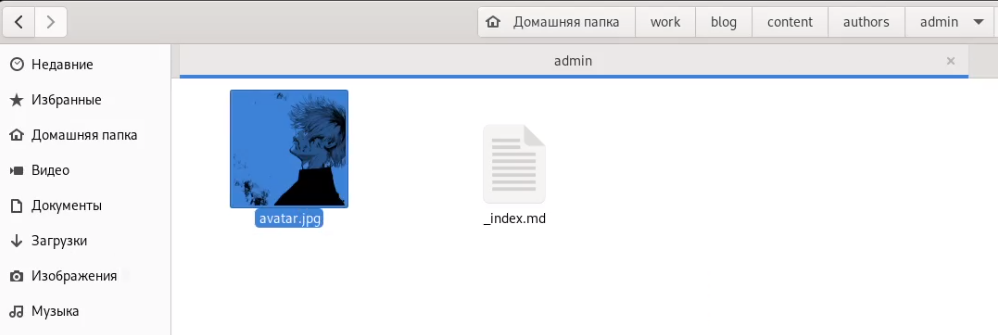 Домашняя папка work blog content authors admin
admin
Недавние
Избранные
Домашняя папка
Видео
Документы
Загрузки
Изображения
Музыка
avatar.jpg
_index.md